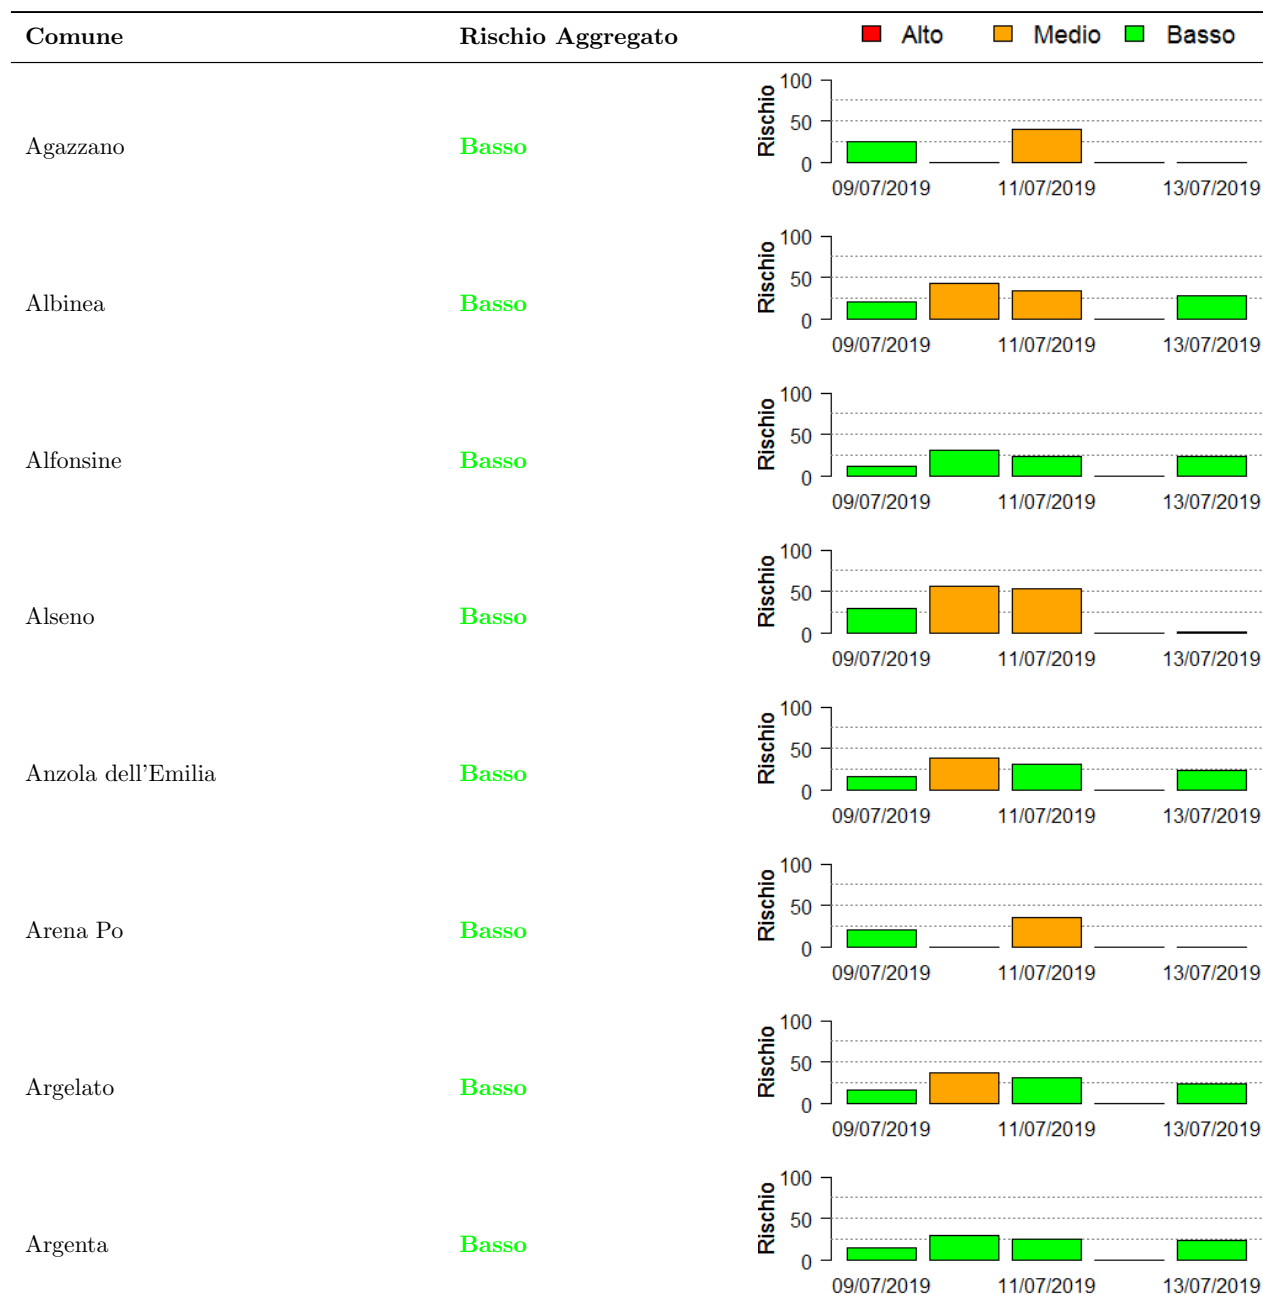 Comune Rischio Aggregato Alto Medio Basso
100
50
0
Rischio
Agazzano Basso
09/07/2019 11/07/2019 13/07/2019
100
50
0
Rischio
Albinea Basso
09/07/2019 11/07/2019 13/07/2019
100
50
0
Rischio
Alfonsine Basso
09/07/2019 11/07/2019 13/07/2019
100
50
0
Rischio
Alseno Basso
09/07/2019 11/07/2019 13/07/2019
100
50
0
Rischio
Anzola dell'Emilia Basso
09/07/2019 11/07/2019 13/07/2019
100
50
0
Rischio
Arena Po Basso
09/07/2019 11/07/2019 13/07/2019
100
50
0
Rischio
Argelato Basso
09/07/2019 11/07/2019 13/07/2019
100
50
0
Rischio
Argenta Basso
09/07/2019 11/07/2019 13/07/2019